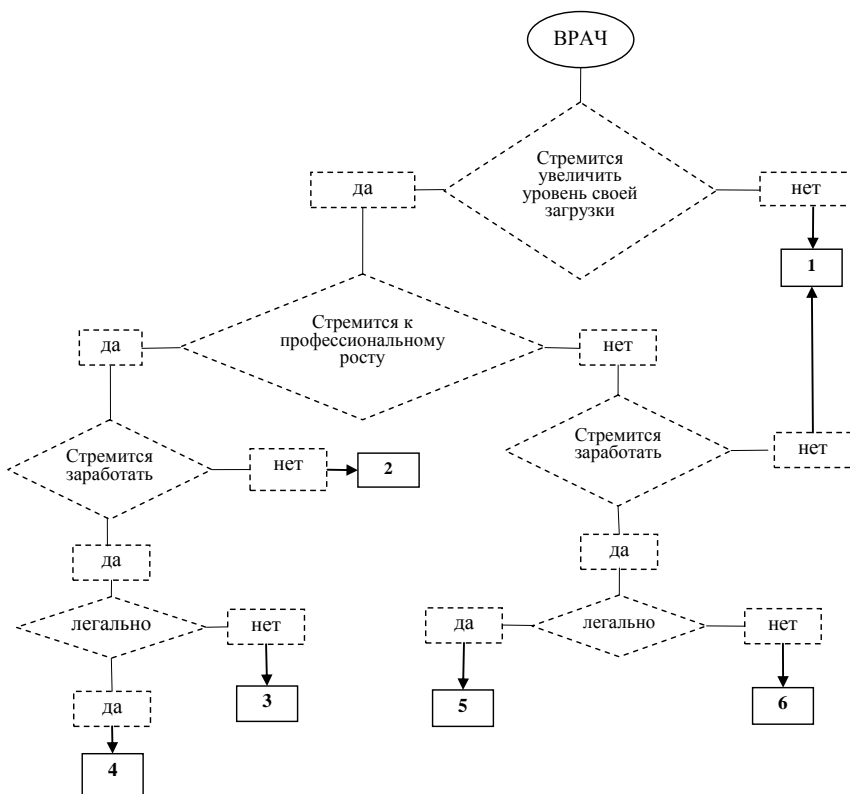 ВРАЧ
Стремится
увеличить
уровень своей
загрузки
да
нет
1
Стремится к
профессиональному
росту
да
нет
Стремится
заработать
нет
2
Стремится
заработать
нет
да
да
легально
нет
да
легально
нет
да
3
5
6
4